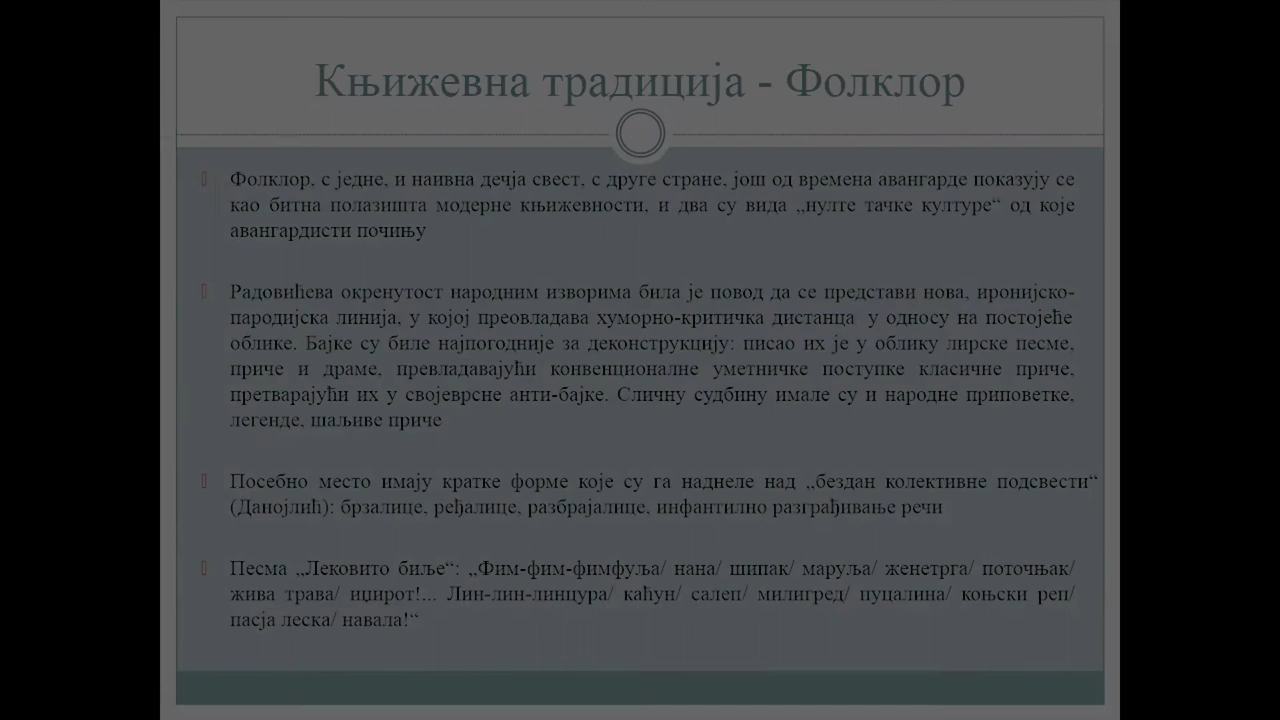 Књижевна традиција - Фолклор
Фолклор, с једне, и наивна дечја свест, с друге стране, још од времена авангарде показују се
као битна полазишта модерне књижевности, и два су вида „нулте тачке културе“ од које
авангардисти почињу
Радовићева окренутост народним изворима била је повод да се представи нова, иронијско-
пародијска линија, у којој преовладава хуморно-критичка дистанца у односу на постојеће
облике. Бајке су биле најпогодније за деконструкцију: писао их је у облику лирске песме,
приче и драме, превладавајући конвенционалне уметничке поступке класичне приче,
претварајући их у својеврсне анти-бајке. Сличну судбину имале су и народне приповетке,
легенде, шаљиве приче
Посебно место имају кратке форме које су га наднеле над „бездан колективне подсвести“
(Данојлић): брзалице, ређалице, разбрајалице, инфантилно разграђивање речи
Песма „Лековито биље“: „Фим-фим-фимфуља/ нана/ шипак/ маруља/ женетрга/ поточњак/
жива трава/ иџирот!... Лин-лин-линцура/ каћун/ салеп/ милигред/ пуцалина/ коњски реп/
пасја леска/ навала!“